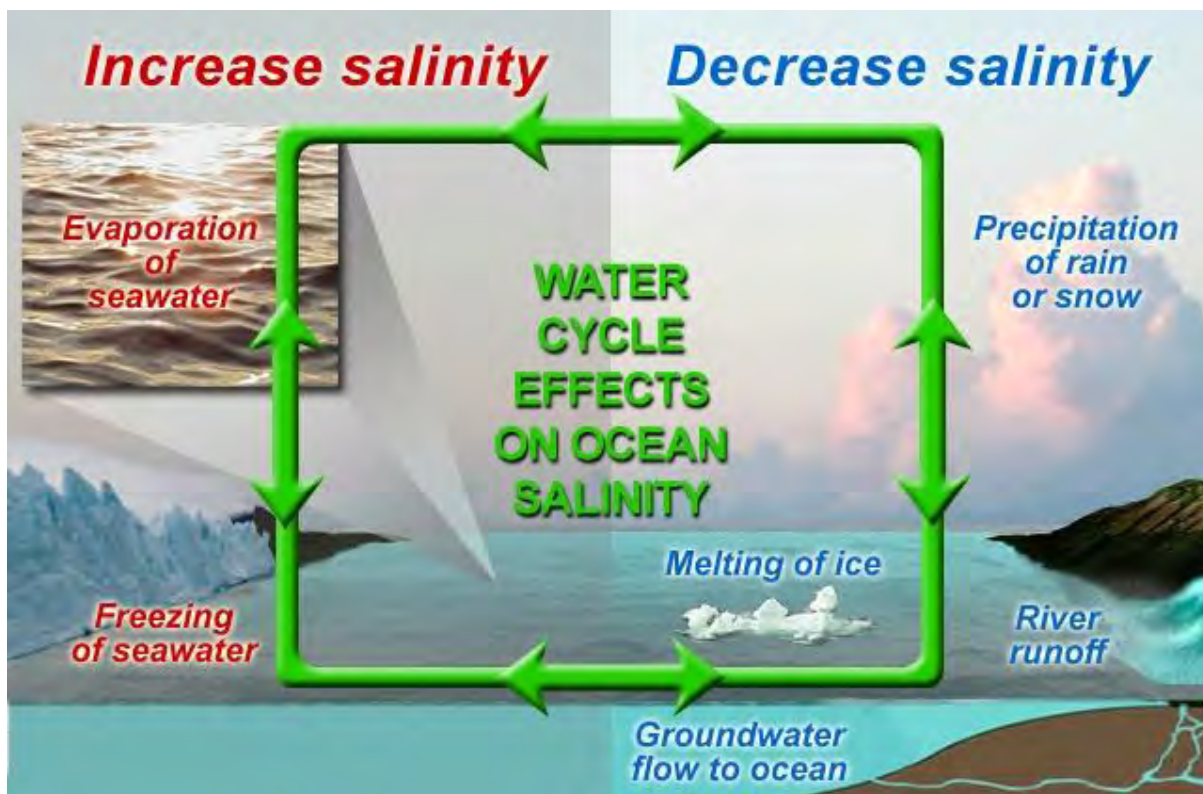 Increase salinity
Decrease salinity
Evaporation
of
seawater
Precipitation
of rain
or snow
WATER
CYCLE
EFFECTS
ON OCEAN
SALINITY
Melting of ice
Freezing
of seawater
River
runoff
Groundwater
flow to ocean